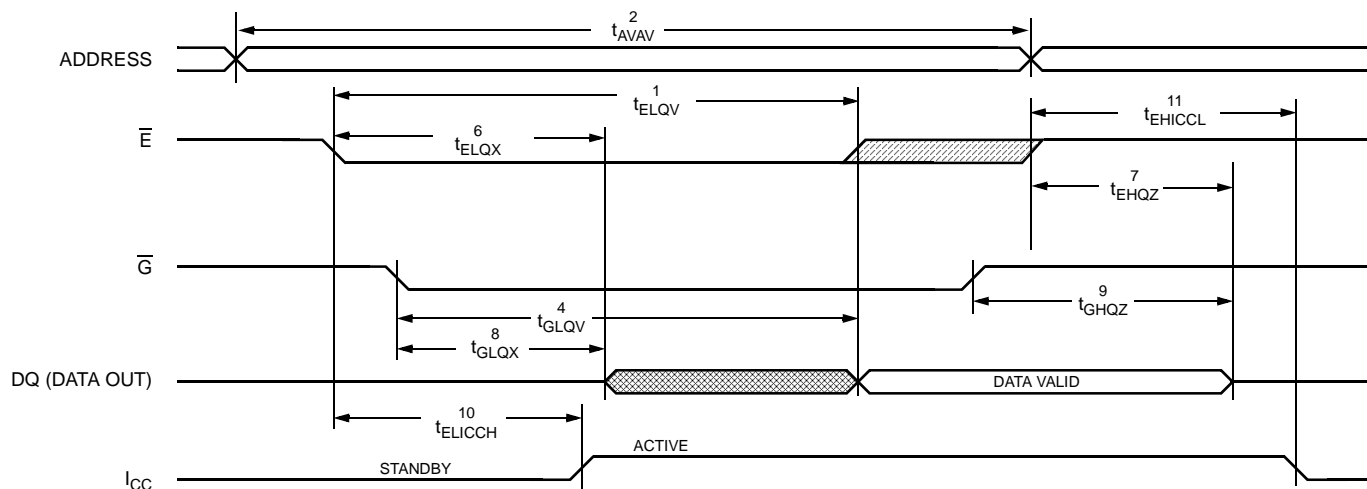 2
tAVAV
ADDRESS
1
tELQV
11
tEHICCL
E̅
6
tELQX
7
tEHQZ
G̅
9
tGHQZ
4
tGLQV
8
tGLQX
DQ (DATA OUT)
DATA VALID
10
tELICCH
ACTIVE
STANDBY
ICC